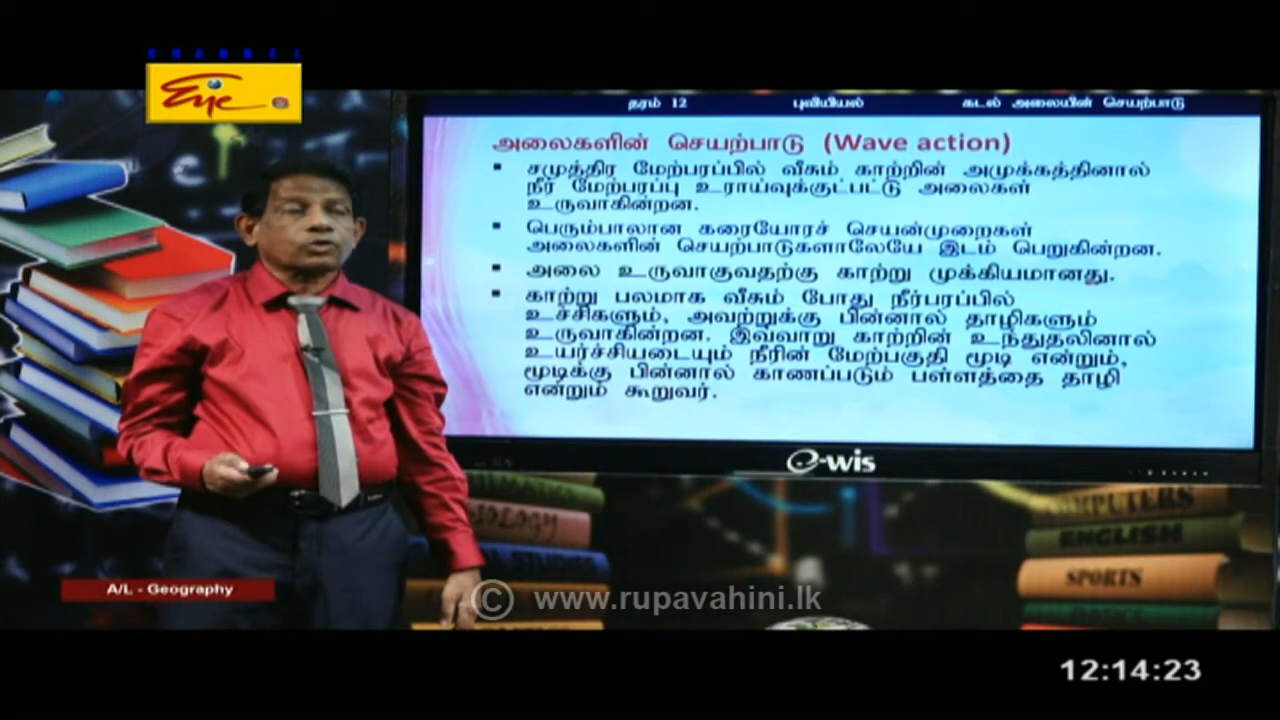 CHANNEL
Eye
தரம் 12 புவியியல் கடல் அலையின் செயற்பாடு
அலைகளின் செயற்பாடு (Wave action)
▪ சமுத்திர மேற்பரப்பில் வீசும் காற்றின் அமுக்கத்தினால்
நீர் மேற்பரப்பு உராய்வுக்குட்பட்டு அலைகள்
உருவாகின்றன.
▪ பெரும்பாலான கரையோரச் செயன்முறைகள்
அலைகளின் செயற்பாடுகளாலேயே இடம் பெறுகின்றன.
▪ அலை உருவாகுவதற்கு காற்று முக்கியமானது.
▪ காற்று பலமாக வீசும் போது நீர்பரப்பில்
உச்சிகளும், அவற்றுக்கு பின்னால் தாழிகளும்
உருவாகின்றன. இவ்வாறு காற்றின் உந்துதலினால்
உயர்ச்சியடையும் நீரின் மேற்பகுதி முடி என்றும்,
முடிக்கு பின்னால் காணப்படும் பள்ளத்தை தாழி
என்றும் கூறுவர்.
e-wis
COMPUTERS
ENGLISH
SPORTS
A/L - Geography
© www.rupavahini.lk
12:14:23